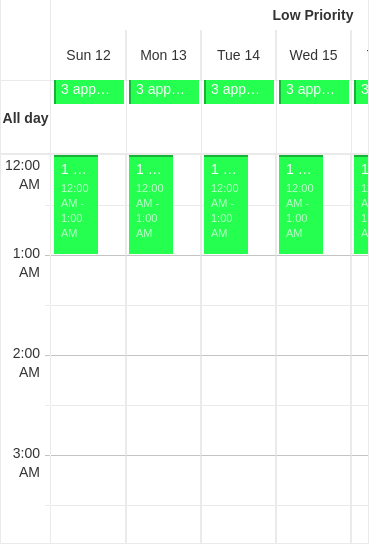 Low Priority
Sun 12 Mon 13 Tue 14 Wed 15
3 app... 3 app... 3 app... 3 app... 3
All day
12:00 AM
1 ... 1 ... 1 ... 1 ... 1
12:00 12:00 12:00 12:00
AM - AM - AM - AM - A
1:00 1:00 1:00 1:00
AM AM AM AM A
1:00 AM
2:00 AM
3:00 AM